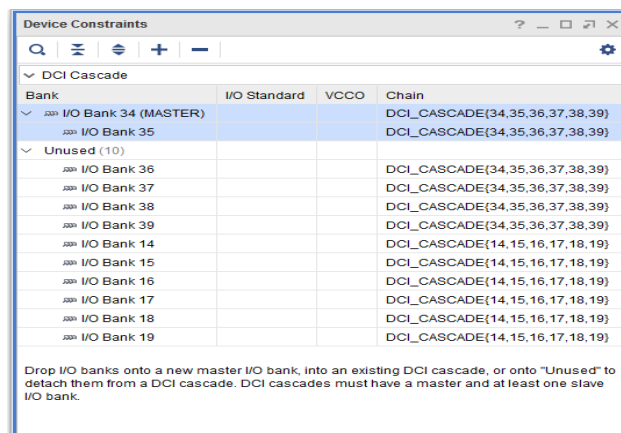 Device Constraints
DCI Cascade
Bank I/O Standard VCCO Chain
I/O Bank 34 (MASTER) DCI_CASCADE{34,35,36,37,38,39}
I/O Bank 35 DCI_CASCADE{34,35,36,37,38,39}
Unused (10)
I/O Bank 36 DCI_CASCADE{34,35,36,37,38,39}
I/O Bank 37 DCI_CASCADE{34,35,36,37,38,39}
I/O Bank 38 DCI_CASCADE{34,35,36,37,38,39}
I/O Bank 39 DCI_CASCADE{34,35,36,37,38,39}
I/O Bank 14 DCI_CASCADE{14,15,16,17,18,19}
I/O Bank 15 DCI_CASCADE{14,15,16,17,18,19}
I/O Bank 16 DCI_CASCADE{14,15,16,17,18,19}
I/O Bank 17 DCI_CASCADE{14,15,16,17,18,19}
I/O Bank 18 DCI_CASCADE{14,15,16,17,18,19}
I/O Bank 19 DCI_CASCADE{14,15,16,17,18,19}
Drop I/O banks onto a new master I/O bank, into an existing DCI cascade, or onto "Unused" to
detach them from a DCI cascade. DCI cascades must have a master and at least one slave
I/O bank.